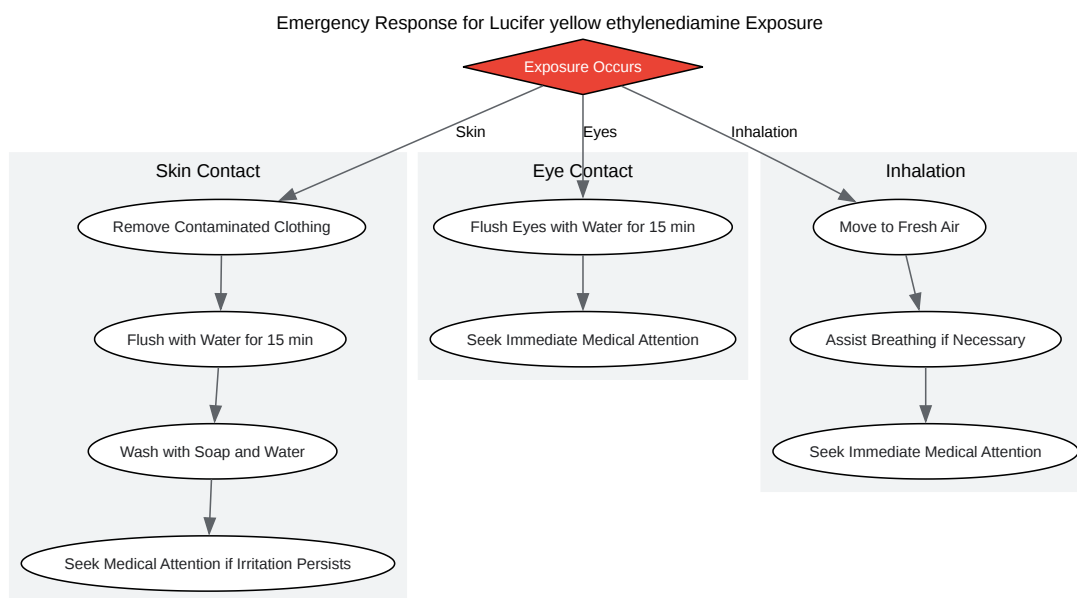 Emergency Response for Lucifer yellow ethylenediamine Exposure
Exposure Occurs
Skin
Eyes
Inhalation
Skin Contact
Remove Contaminated Clothing
Flush with Water for 15 min
Wash with Soap and Water
Seek Medical Attention if Irritation Persists
Eye Contact
Flush Eyes with Water for 15 min
Seek Immediate Medical Attention
Inhalation
Move to Fresh Air
Assist Breathing if Necessary
Seek Immediate Medical Attention